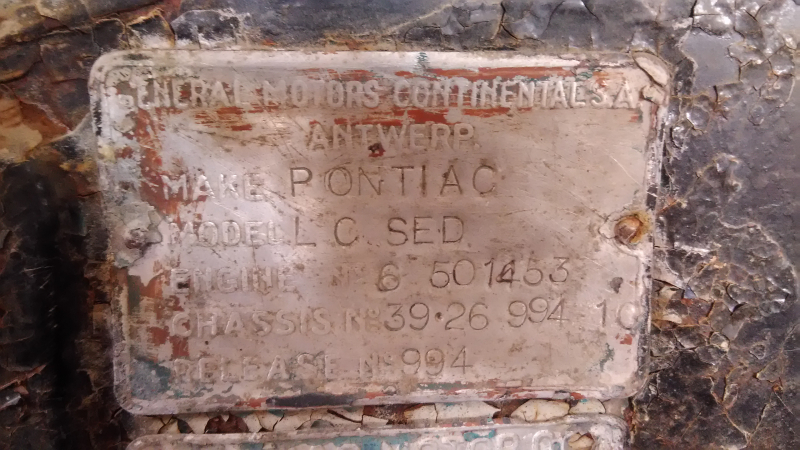 GENERAL MOTORS CONTINENTAL S.A.
ANTWERP.
MAKE PONTIAC
MODEL L C SED
ENGINE Nº 6 501453
CHASSIS Nº 39·26 994 10
RELEASE Nº 994